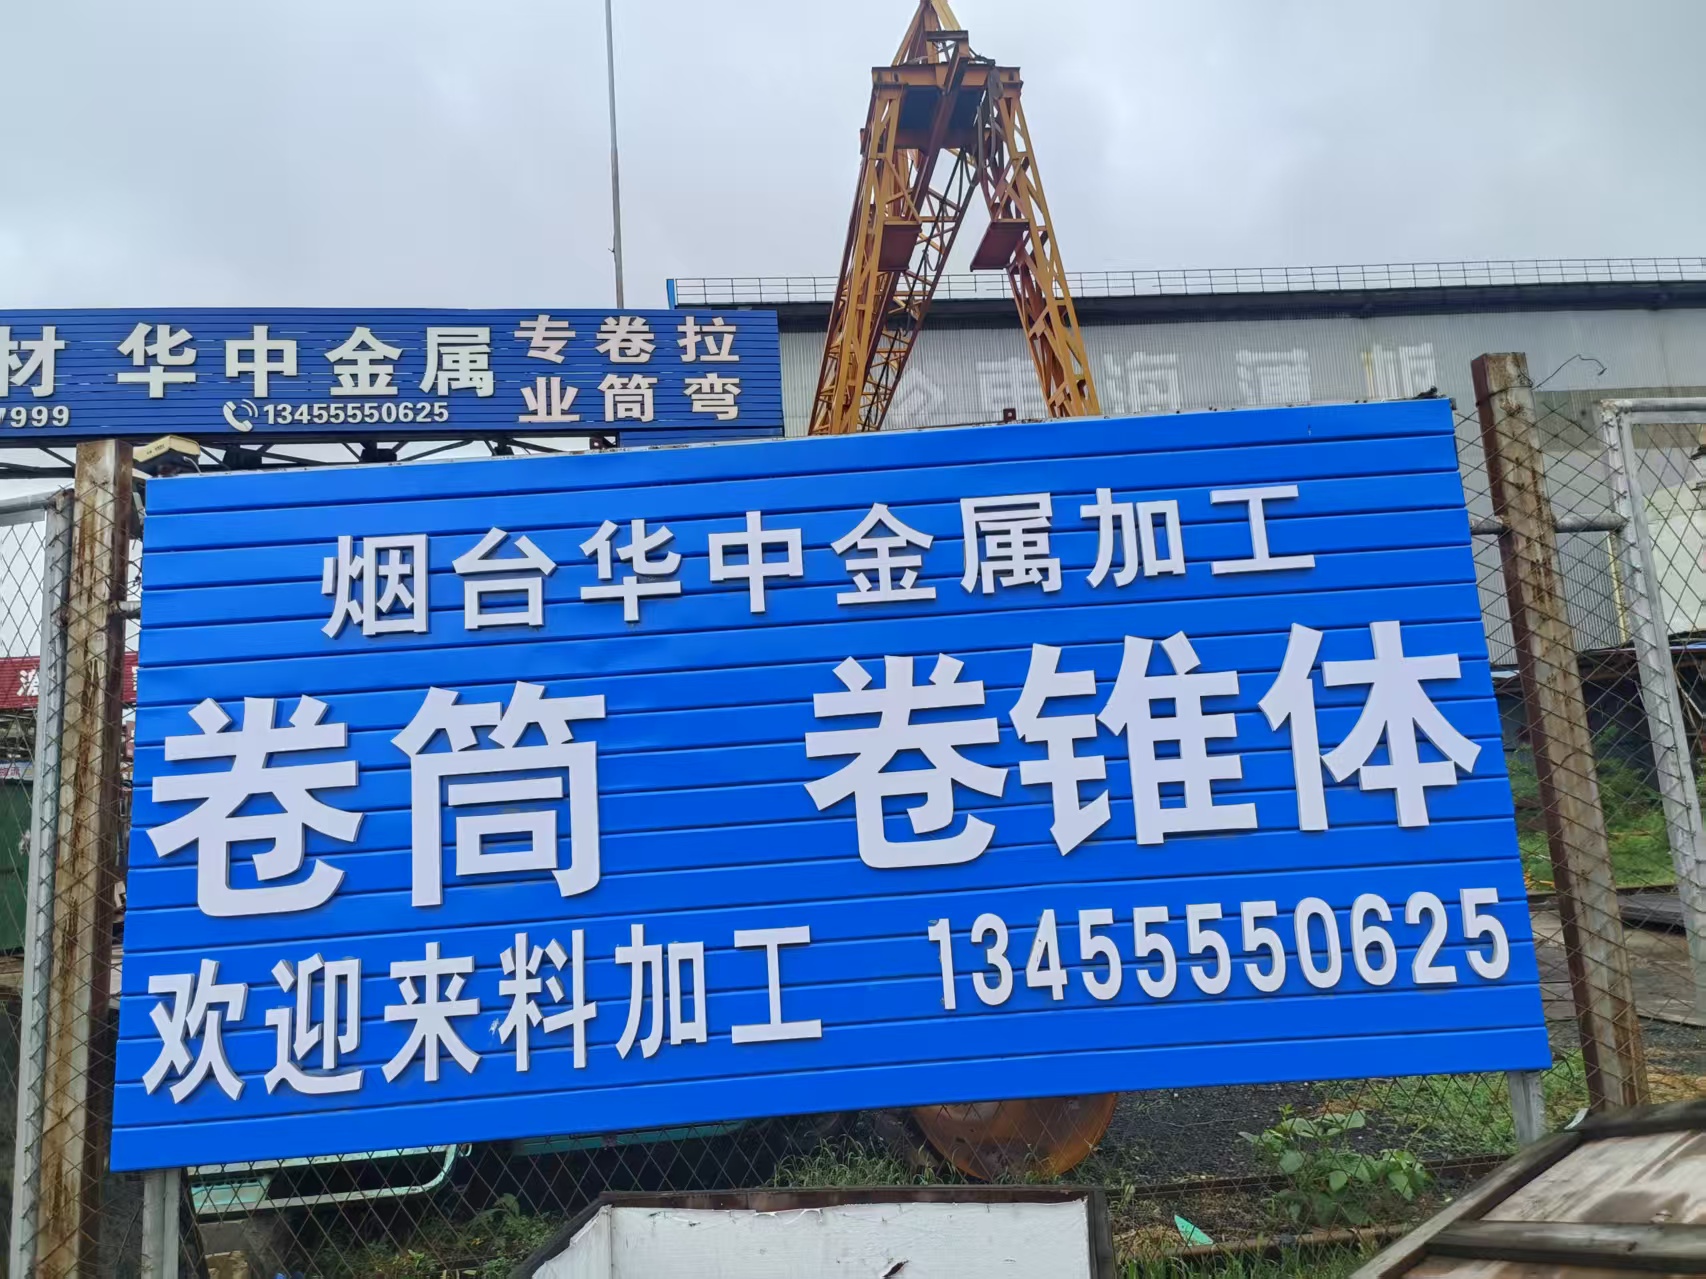 材 华中金属 专业 卷筒 拉弯
7999 13455550625
烟台华中金属加工
卷筒 卷锥体
欢迎来料加工 13455550625